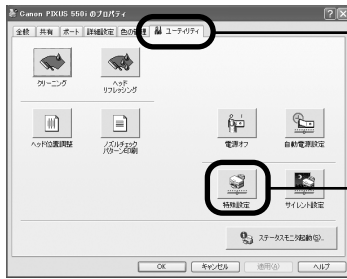 Canon PIXUS 550i のプロパティ
全般 共有 ポート 詳細設定 色の管理 ユーティリティ
クリーニング
ヘッド
リフレッシング
ヘッド位置調整
ノズルチェック
パターン印刷
電源オフ
自動電源設定
特殊設定
サイレント設定
ステータスモニタ起動(S)...
OK
キャンセル
適用(A)
ヘルプ